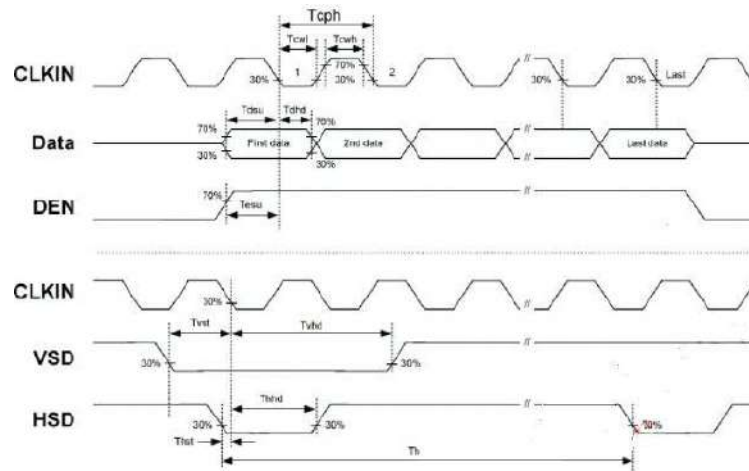 Tcph
Tcwl Tcwh
CLKIN 30% 1 70% 30% 2 // 30% 30% Last
Tdsu Tdhd
70% 70%
Data First data 2nd data // Last data
30% 30%
DEN 70% Tesu //
CLKIN 30% //
Tvst Tvhd
VSD 30% 30% //
Thhd
HSD 30% 30% // 30%
Thst
Th